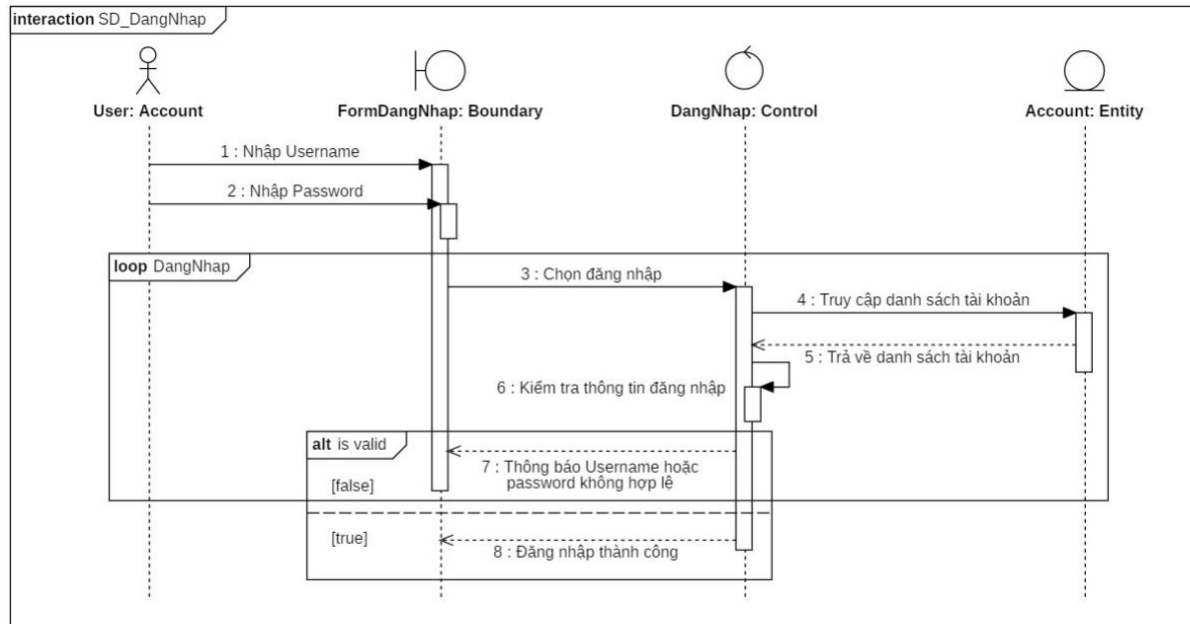 interaction SD_DangNhap
User: Account
FormDangNhap: Boundary
DangNhap: Control
Account: Entity
1 : Nhập Username
2 : Nhập Password
loop DangNhap
3 : Chọn đăng nhập
4 : Truy cập danh sách tài khoản
5 : Trả về danh sách tài khoản
6 : Kiểm tra thông tin đăng nhập
alt is valid
7 : Thông báo Username hoặc
password không hợp lệ
[false]
[true]
8 : Đăng nhập thành công